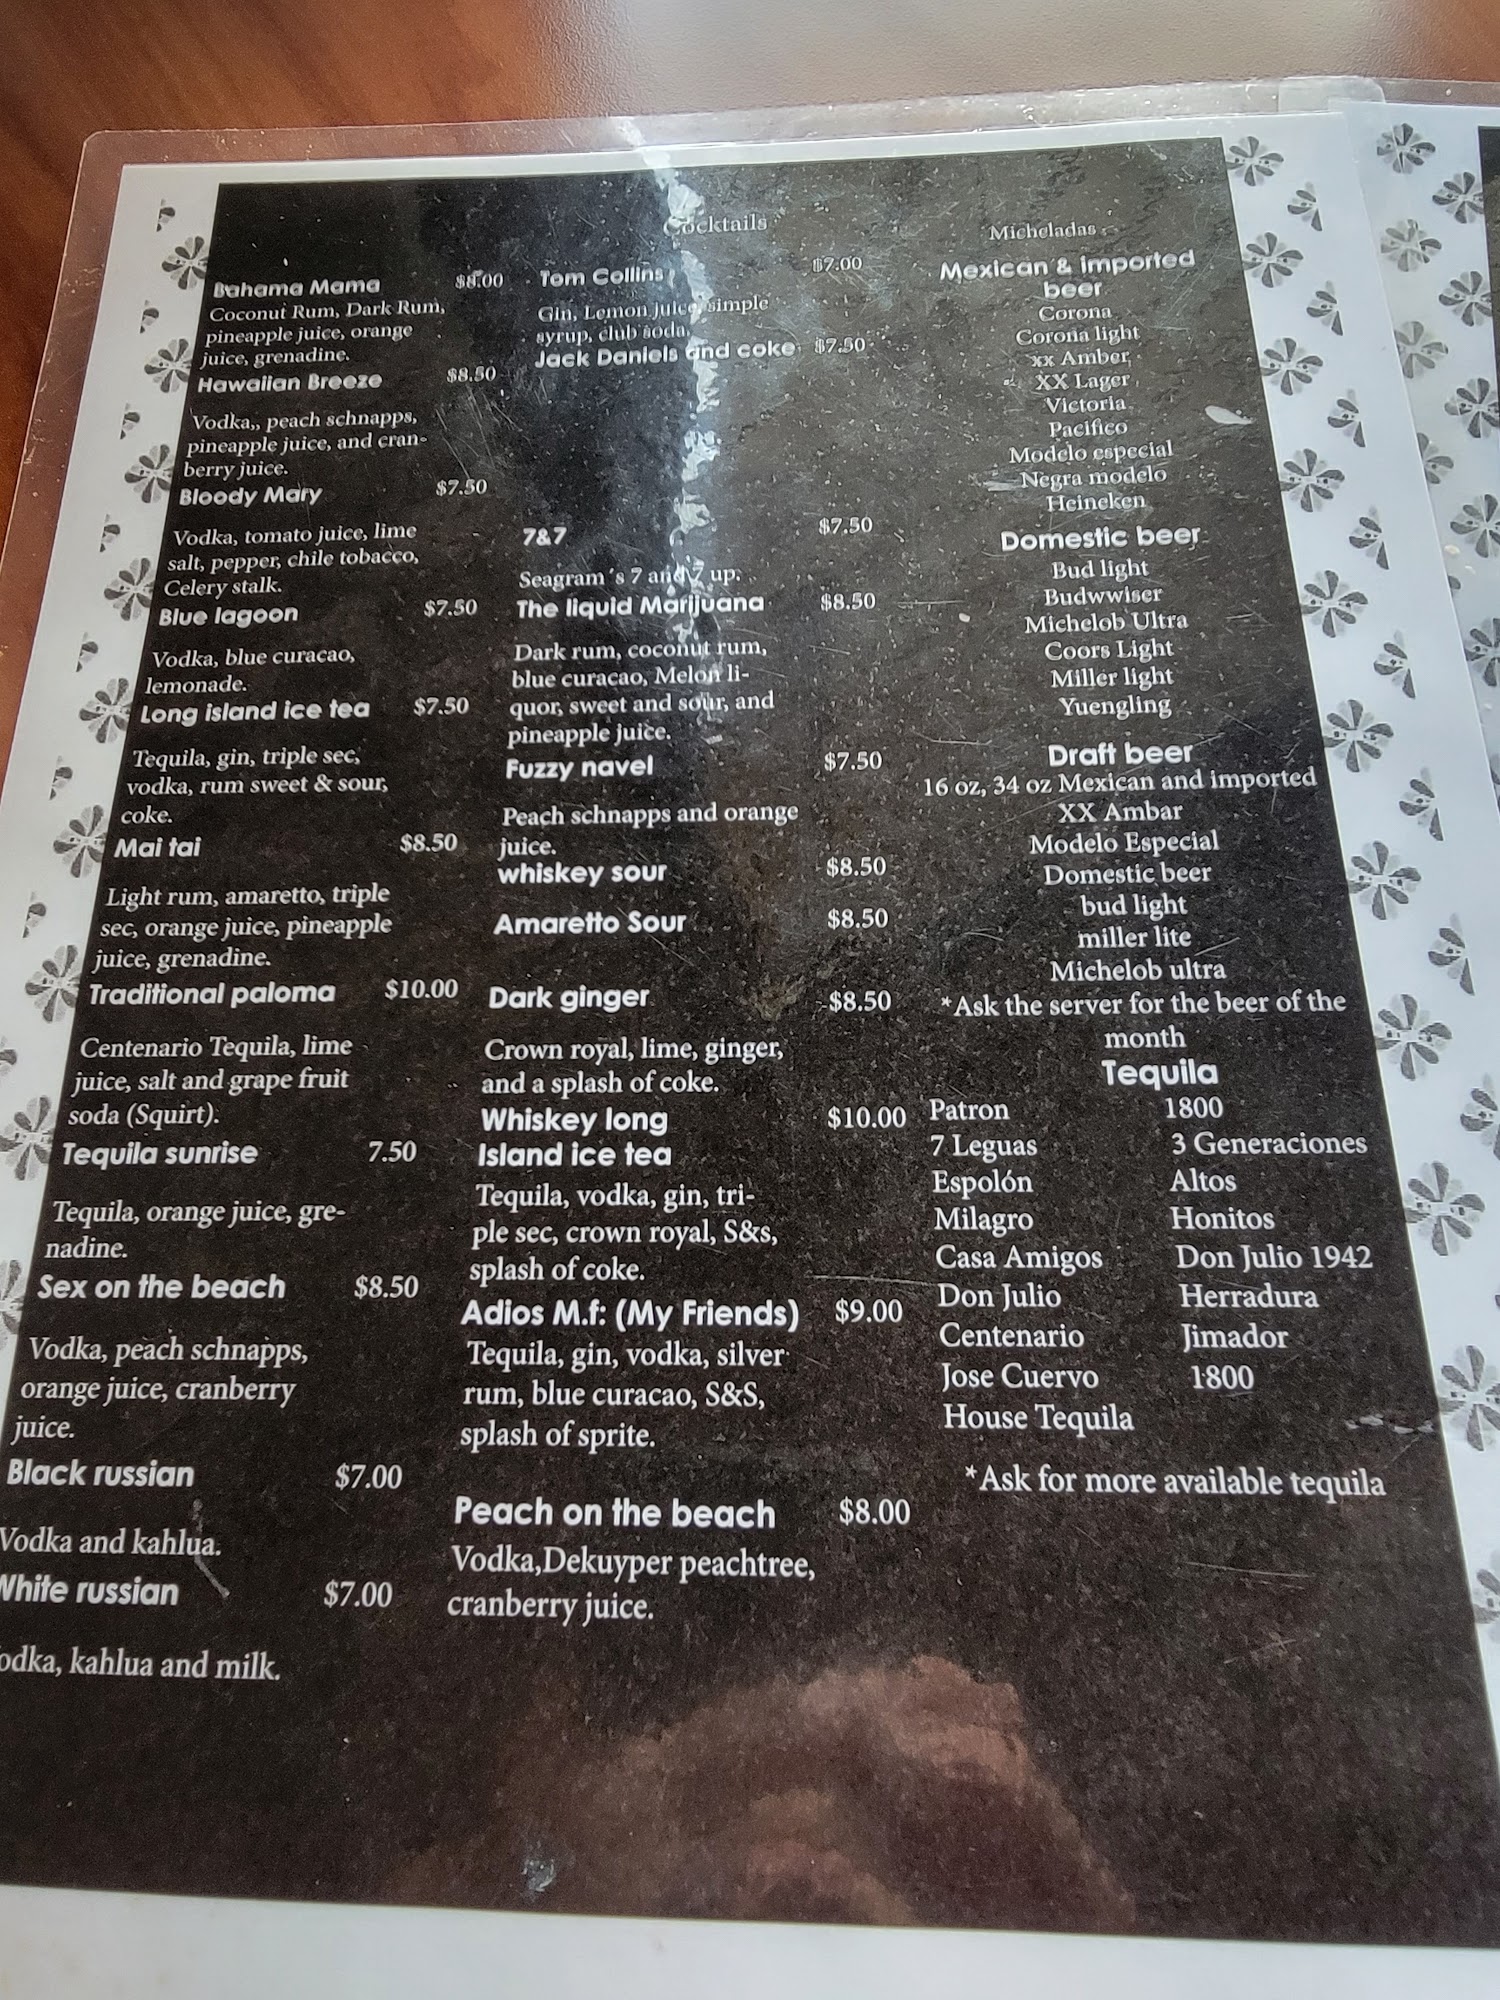 Cocktails
Bahama Mama $8.00
Coconut Rum, Dark Rum,
pineapple juice, orange
juice, grenadine.
Hawaiian Breeze $8.50
Vodka,, peach schnapps,
pineapple juice, and cran-
berry juice.
Bloody Mary $7.50
Vodka, tomato juice, lime
salt, pepper, chile tobacco,
Celery stalk.
Blue lagoon $7.50
Vodka, blue curacao,
lemonade.
Long island ice tea $7.50
Tequila, gin, triple sec,
vodka, rum sweet & sour,
coke.
Mai tai $8.50
Light rum, amaretto, triple
sec, orange juice, pineapple
juice, grenadine.
Traditional paloma $10.00
Centenario Tequila, lime
juice, salt and grape fruit
soda (Squirt).
Tequila sunrise 7.50
Tequila, orange juice, gre-
nadine.
Sex on the beach $8.50
Vodka, peach schnapps,
orange juice, cranberry
juice.
Black russian $7.00
Vodka and kahlua.
White russian $7.00
odka, kahlua and milk.
Tom Collins $7.00
Gin, Lemon juice, simple
syrup, club soda,
Jack Daniels and coke $7.50
7&7 $7.50
Seagram´s 7 and 7 up.
The liquid Marijuana $8.50
Dark rum, coconut rum,
blue curacao, Melon li-
quor, sweet and sour, and
pineapple juice.
Fuzzy navel $7.50
Peach schnapps and orange
juice.
whiskey sour $8.50
Amaretto Sour $8.50
Dark ginger $8.50
Crown royal, lime, ginger,
and a splash of coke.
Whiskey long $10.00
Island ice tea
Tequila, vodka, gin, tri-
ple sec, crown royal, S&s,
splash of coke.
Adios M.f: (My Friends) $9.00
Tequila, gin, vodka, silver
rum, blue curacao, S&S,
splash of sprite.
Peach on the beach $8.00
Vodka,Dekuyper peachtree,
cranberry juice.
Micheladas
Mexican & imported
beer
Corona
Corona light
xx Amber
XX Lager
Victoria
Pacifico
Modelo especial
Negra modelo
Heineken
Domestic beer
Bud light
Budwwiser
Michelob Ultra
Coors Light
Miller light
Yuengling
Draft beer
16 oz, 34 oz Mexican and imported
XX Ambar
Modelo Especial
Domestic beer
bud light
miller lite
Michelob ultra
*Ask the server for the beer of the
month
Tequila
Patron 1800
7 Leguas 3 Generaciones
Espolón Altos
Milagro Honitos
Casa Amigos Don Julio 1942
Don Julio Herradura
Centenario Jimador
Jose Cuervo 1800
House Tequila
*Ask for more available tequila